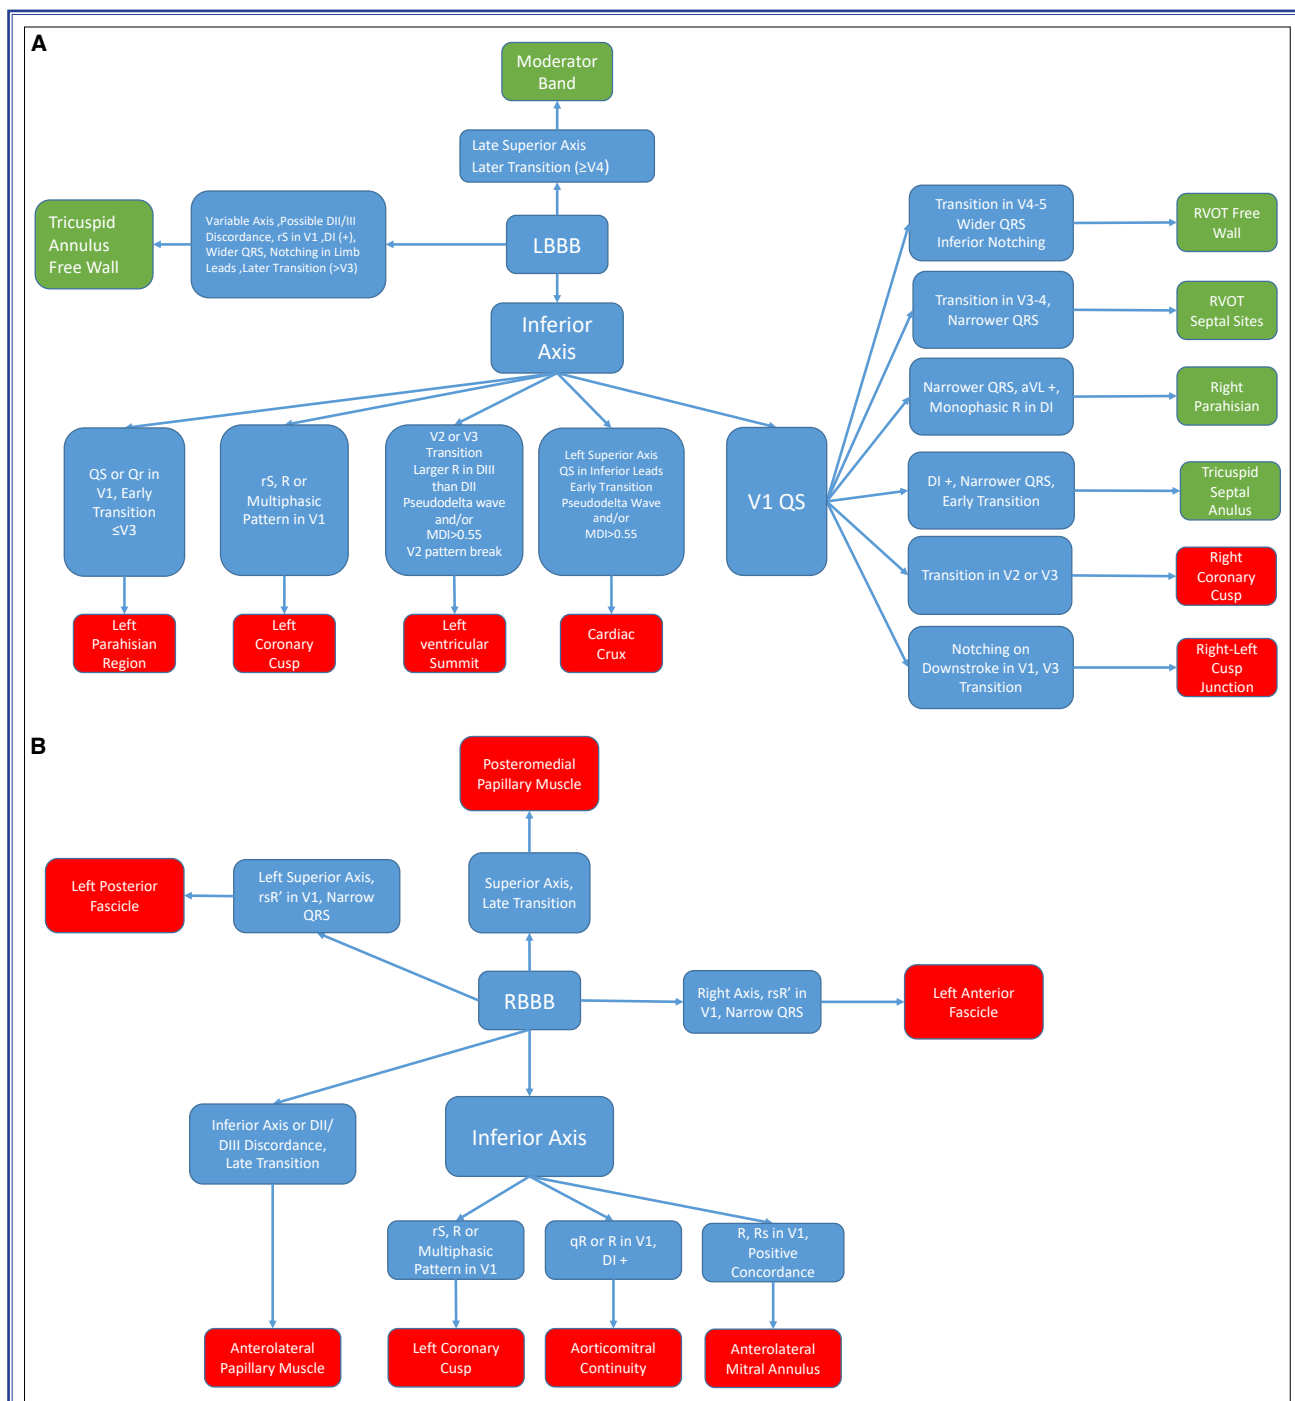 A
Moderator
Band
Late Superior Axis
Later Transition (≥V4)
Tricuspid
Annulus
Free Wall
Variable Axis ,Possible DII/III
Discordance, rS in V1 ,DI (+),
Wider QRS, Notching in Limb
Leads ,Later Transition (>V3)
LBBB
Inferior
Axis
QS or Qr in
V1, Early
Transition
≤V3
rS, R or
Multiphasic
Pattern in V1
V2 or V3
Transition
Larger R in DIII
than DII
Pseudodelta wave
and/or
MDI>0.55
V2 pattern break
Left Superior Axis
QS in Inferior Leads
Early Transition
Pseudodelta Wave
and/or
MDI>0.55
V1 QS
Left
Parahisian
Region
Left
Coronary
Cusp
Left
ventricular
Summit
Cardiac
Crux
Transition in V4-5
Wider QRS
Inferior Notching
RVOT Free
Wall
Transition in V3-4,
Narrower QRS
RVOT
Septal Sites
Narrower QRS, aVL +,
Monophasic R in DI
Right
Parahisian
DI +, Narrower QRS,
Early Transition
Tricuspid
Septal
Anulus
Transition in V2 or V3
Right
Coronary
Cusp
Notching on
Downstroke in V1, V3
Transition
Right-Left
Cusp
Junction
B
Posteromedial
Papillary Muscle
Left Posterior
Fascicle
Left Superior Axis,
rsR’ in V1, Narrow
QRS
Superior Axis,
Late Transition
RBBB
Right Axis, rsR’ in
V1, Narrow QRS
Left Anterior
Fascicle
Inferior Axis or DII/
DIII Discordance,
Late Transition
Inferior Axis
rS, R or
Multiphasic
Pattern in V1
qR or R in V1,
DI +
R, Rs in V1,
Positive
Concordance
Anterolateral
Papillary Muscle
Left Coronary
Cusp
Aorticomitral
Continuity
Anterolateral
Mitral Annulus